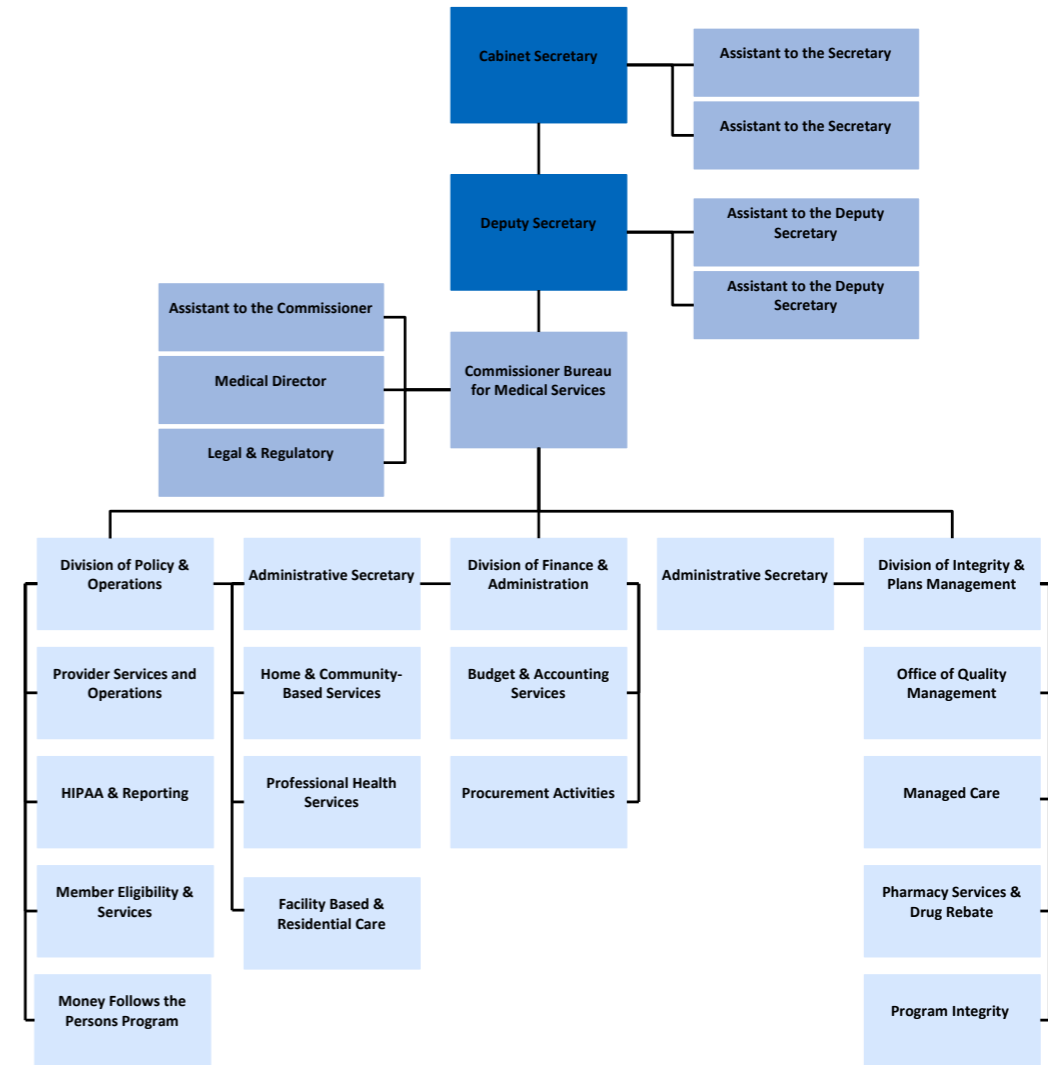 Cabinet Secretary
Assistant to the Secretary
Assistant to the Secretary
Deputy Secretary
Assistant to the Deputy
Secretary
Assistant to the Deputy
Secretary
Assistant to the Commissioner
Medical Director
Legal & Regulatory
Commissioner Bureau
for Medical Services
Division of Policy &
Operations
Administrative Secretary
Division of Finance &
Administration
Administrative Secretary
Division of Integrity &
Plans Management
Provider Services and
Operations
Home & Community-
Based Services
Budget & Accounting
Services
Office of Quality
Management
HIPAA & Reporting
Professional Health
Services
Procurement Activities
Managed Care
Member Eligibility &
Services
Facility Based &
Residential Care
Pharmacy Services &
Drug Rebate
Money Follows the
Persons Program
Program Integrity